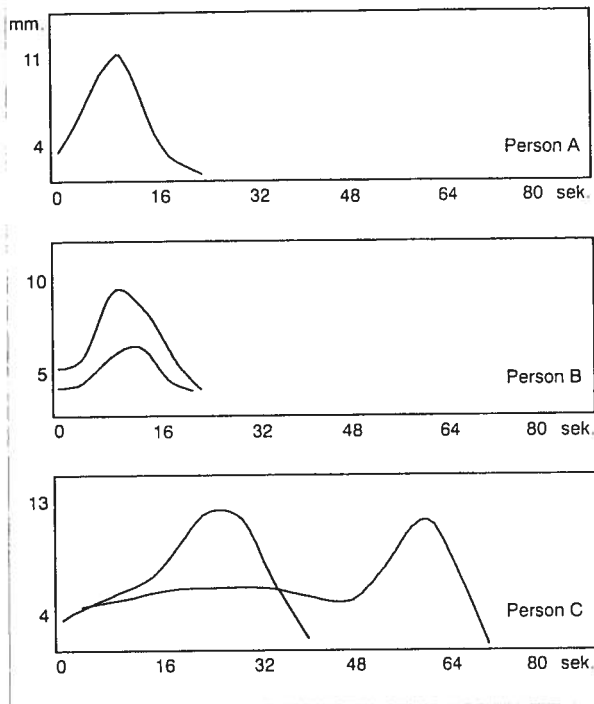 mm.
11
4
Person A
0 16 32 48 64 80 sek.
10
5
Person B
0 16 32 48 64 80 sek.
13
4
Person C
0 16 32 48 64 80 sek.